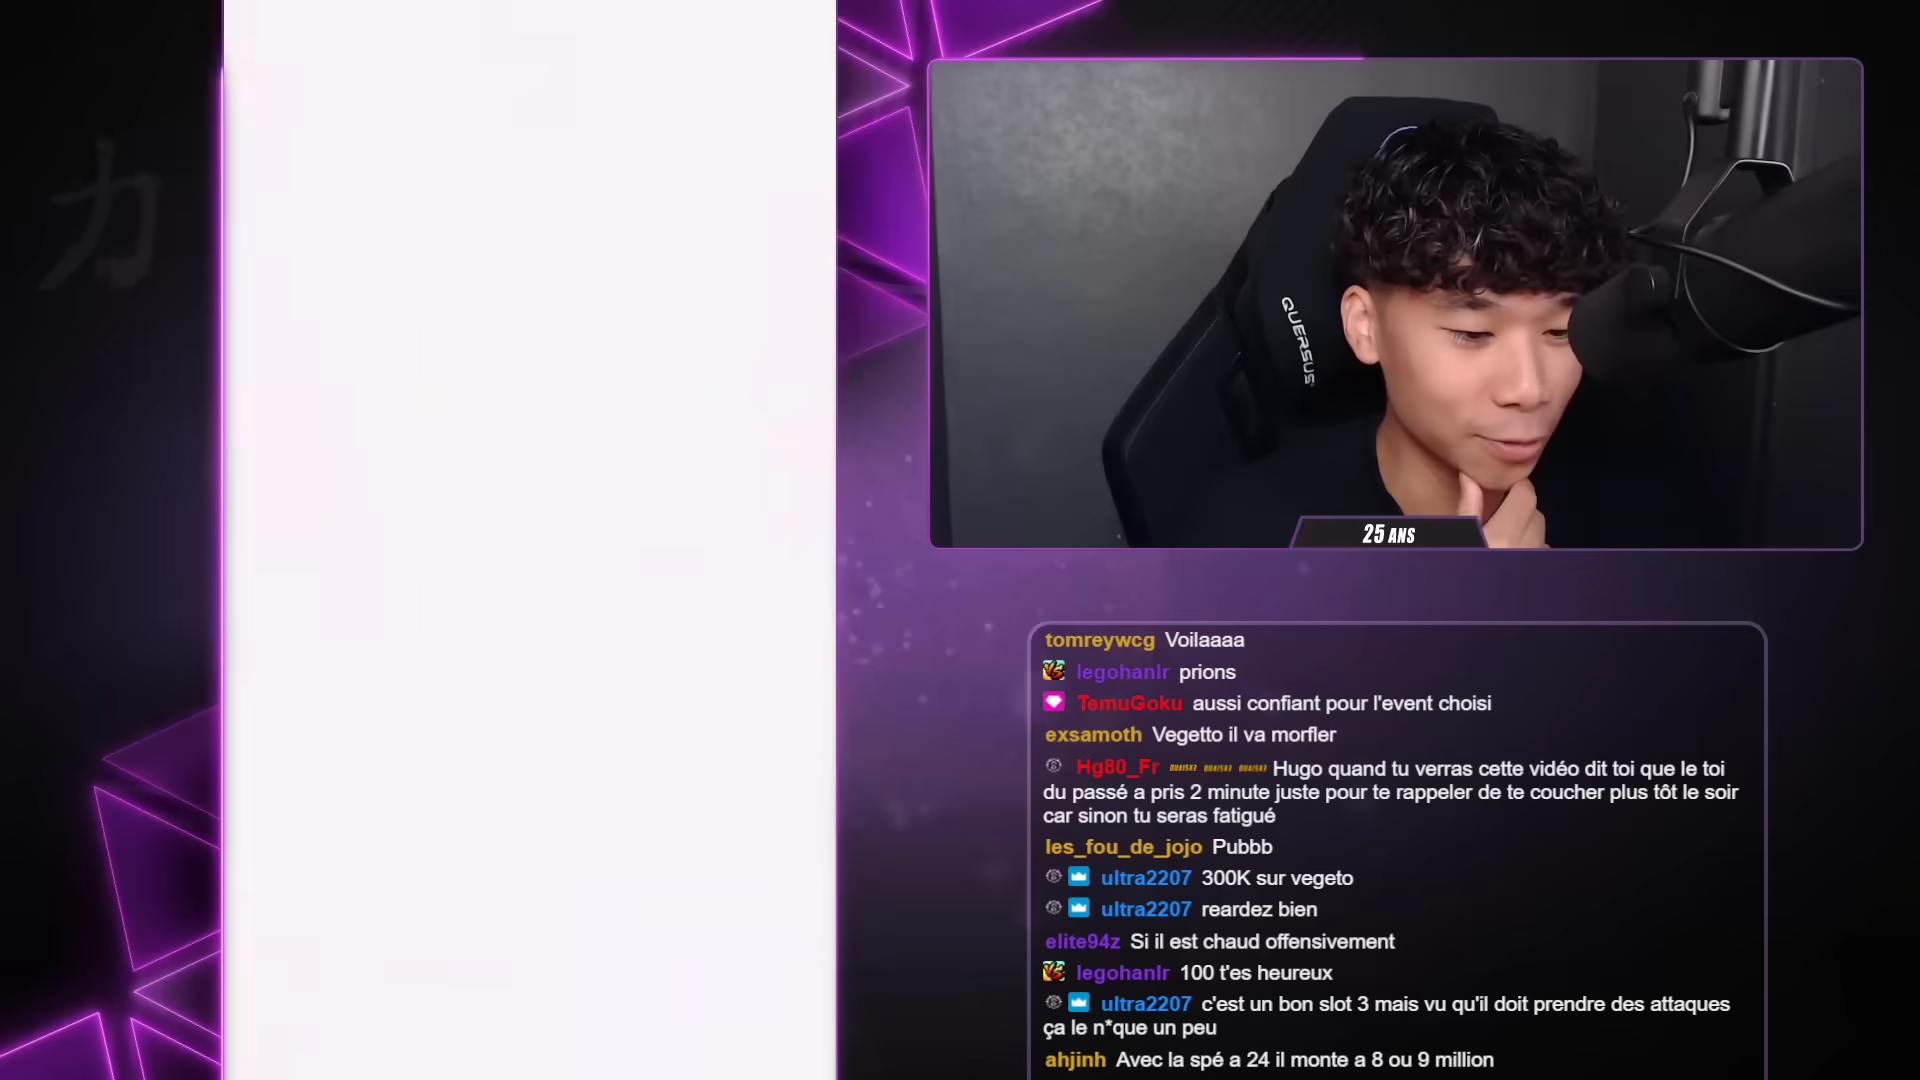 力
QUERSUS
25 ANS
tomreywcg Voilaaaa
legohanlr prions
TemuGoku aussi confiant pour l'event choisi
exsamoth Vegetto il va morfler
Hg80_Fr Hugo quand tu verras cette vidéo dit toi que le toi
du passé a pris 2 minute juste pour te rappeler de te coucher plus tôt le soir
car sinon tu seras fatigué
les_fou_de_jojo Pubbb
ultra2207 300K sur vegeto
ultra2207 reardez bien
elite94z Si il est chaud offensivement
legohanlr 100 t'es heureux
ultra2207 c'est un bon slot 3 mais vu qu'il doit prendre des attaques
ça le n*que un peu
ahjinh Avec la spé a 24 il monte a 8 ou 9 million